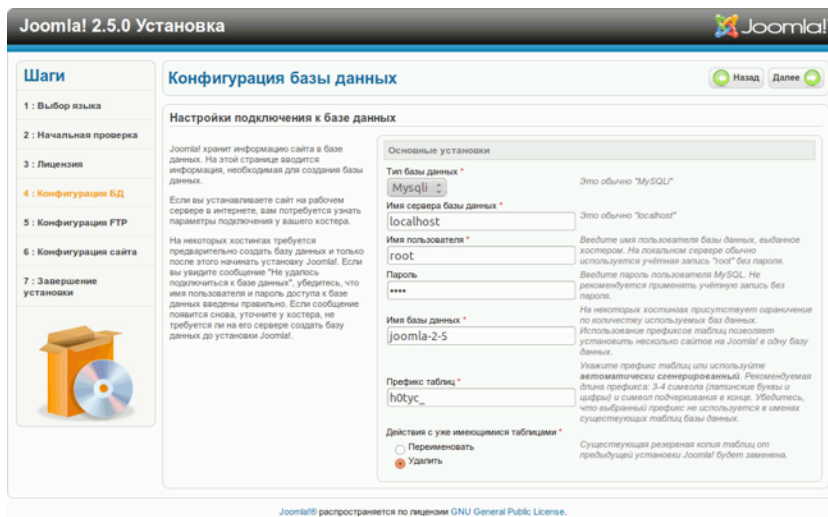 Joomla! 2.5.0 Установка
Joomla!
Шаги
1 : Выбор языка
2 : Начальная проверка
3 : Лицензия
4 : Конфигурация БД
5 : Конфигурация FTP
6 : Конфигурация сайта
7 : Завершение
установки
Конфигурация базы данных
Назад
Далее
Настройки подключения к базе данных
Joomla! хранит информацию сайта в базе
данных. На этой странице вводится
информация, необходимая для создания базы
данных.
Если вы устанавливаете сайт на рабочем
сервере в интернете, вам потребуется узнать
параметры подключения у вашего хостера.
На некоторых хостингах требуется
предварительно создать базу данных и только
после этого начинать установку Joomla!. Если
вы увидите сообщение "Не удалось
подключиться к базе данных", убедитесь, что
имя пользователя и пароль доступа к базе
данных введены правильно. Если сообщение
появится снова, уточните у хостера, не
требуется ли на его сервере создать базу
данных до установки Joomla!.
Основные установки
Тип базы данных *
Mysqli
Это обычно "MySQLi"
Имя сервера базы данных *
localhost
Это обычно "localhost"
Имя пользователя *
root
Введите имя пользователя базы данных, выданное
хостером. На локальном сервере обычно
используется учётная запись "root" без пароля.
Пароль
••••
Введите пароль пользователя MySQL. Не
рекомендуется применять учётную запись без
пароля.
Имя базы данных *
joomla-2-5
На некоторых хостингах присутствует ограничение
по количеству используемых баз данных.
Использование префиксов таблиц позволяет
установить несколько сайтов на Joomla! в одну базу
данных.
Префикс таблиц *
h0tyc_
Укажите префикс таблиц или используйте
автоматически сгенерированный. Рекомендуемая
длина префикса: 3-4 символа (латинские буквы и
цифры) и символ подчеркивания в конце. Убедитесь,
что выбранный префикс не используется в именах
существующих таблиц базы данных.
Действия с уже имеющимися таблицами *
Переименовать
Удалить
Существующая резервная копия таблиц от
предыдущей установки Joomla! будет заменена.
Joomla!® распространяется по лицензии GNU General Public License.